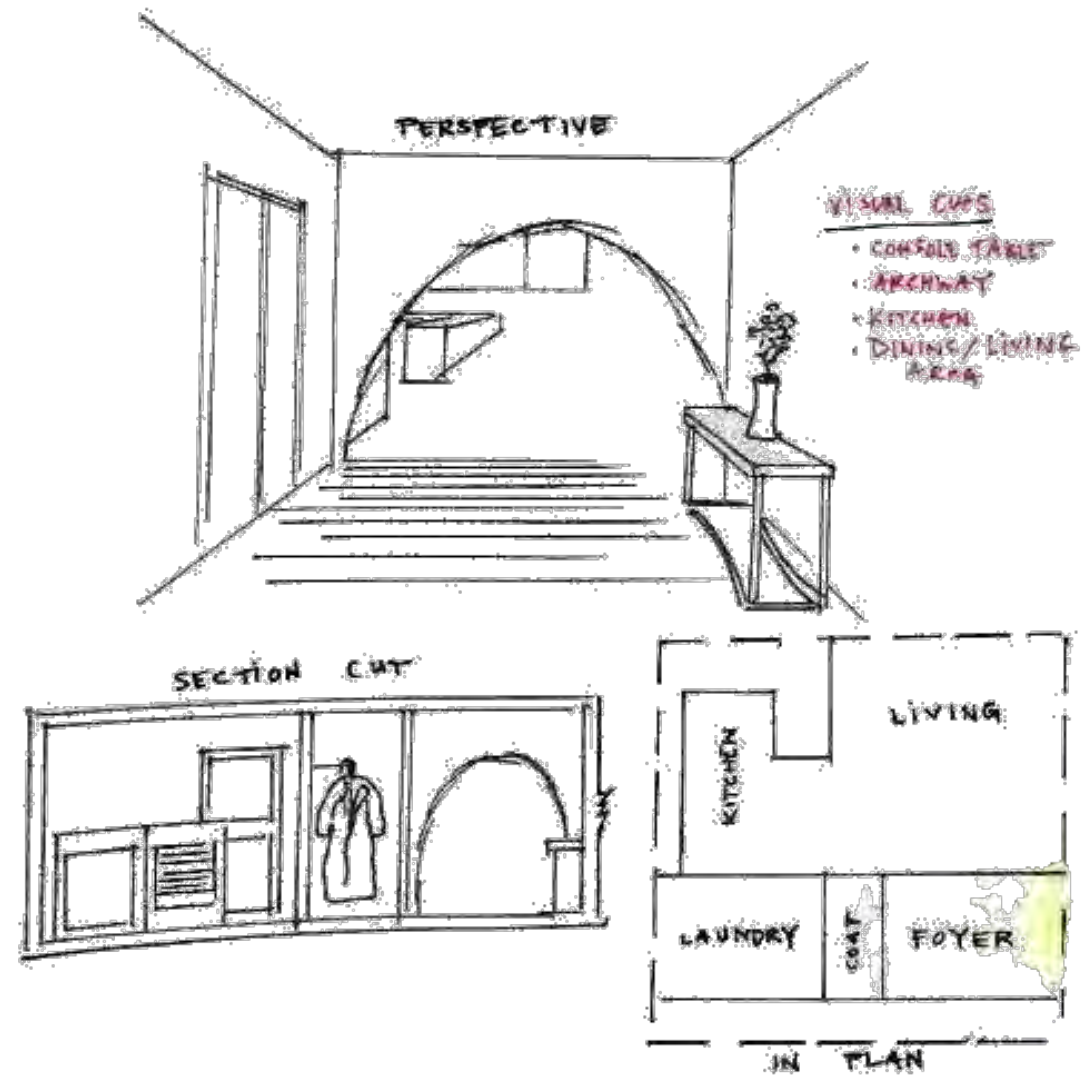 PERSPECTIVE
VISUAL CUES
• CONSOLE TABLE
• ARCHWAY
• KITCHEN
• DINING/LIVING
AREA
SECTION CUT
LIVING
KITCHEN
LAUNDRY
COAT
FOYER
IN PLAN